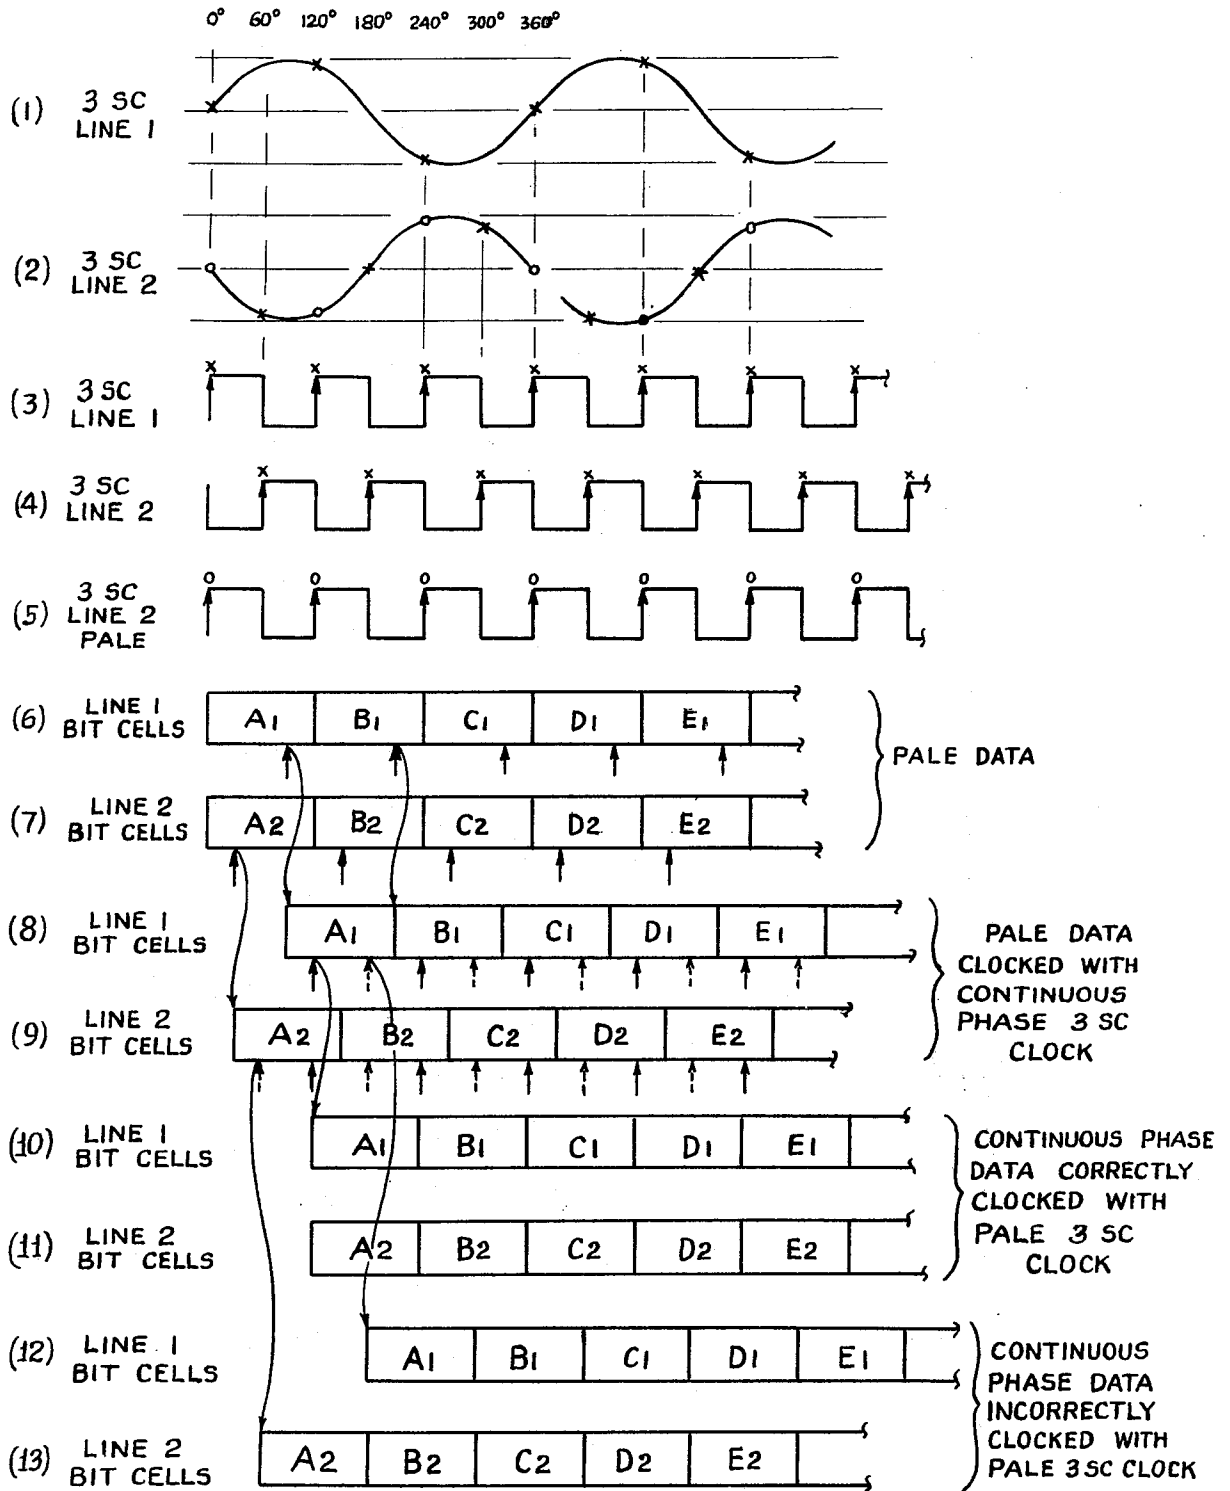 0° 60° 120° 180° 240° 300° 360°
(1) 3 SC
LINE 1
(2) 3 SC
LINE 2
(3) 3 SC
LINE 1
(4) 3 SC
LINE 2
(5) 3 SC
LINE 2
PALE
(6) LINE 1
BIT CELLS
A1 B1 C1 D1 E1
(7) LINE 2
BIT CELLS
A2 B2 C2 D2 E2
PALE DATA
(8) LINE 1
BIT CELLS
A1 B1 C1 D1 E1
(9) LINE 2
BIT CELLS
A2 B2 C2 D2 E2
PALE DATA
CLOCKED WITH
CONTINUOUS
PHASE 3 SC
CLOCK
(10) LINE 1
BIT CELLS
A1 B1 C1 D1 E1
(11) LINE 2
BIT CELLS
A2 B2 C2 D2 E2
CONTINUOUS PHASE
DATA CORRECTLY
CLOCKED WITH
PALE 3 SC
CLOCK
(12) LINE 1
BIT CELLS
A1 B1 C1 D1 E1
(13) LINE 2
BIT CELLS
A2 B2 C2 D2 E2
CONTINUOUS
PHASE DATA
INCORRECTLY
CLOCKED WITH
PALE 3SC CLOCK